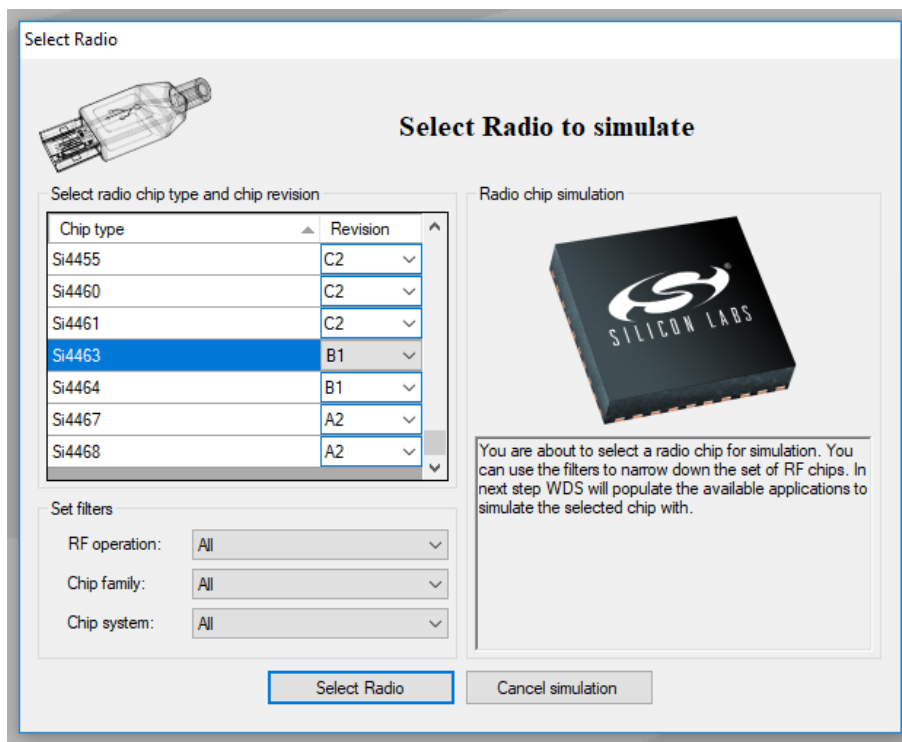 Select Radio
Select Radio to simulate
Select radio chip type and chip revision
Chip type Revision
Si4455 C2
Si4460 C2
Si4461 C2
Si4463 B1
Si4464 B1
Si4467 A2
Si4468 A2
Set filters
RF operation: All
Chip family: All
Chip system: All
Radio chip simulation
SILICON LABS
You are about to select a radio chip for simulation. You
can use the filters to narrow down the set of RF chips. In
next step WDS will populate the available applications to
simulate the selected chip with.
Select Radio Cancel simulation